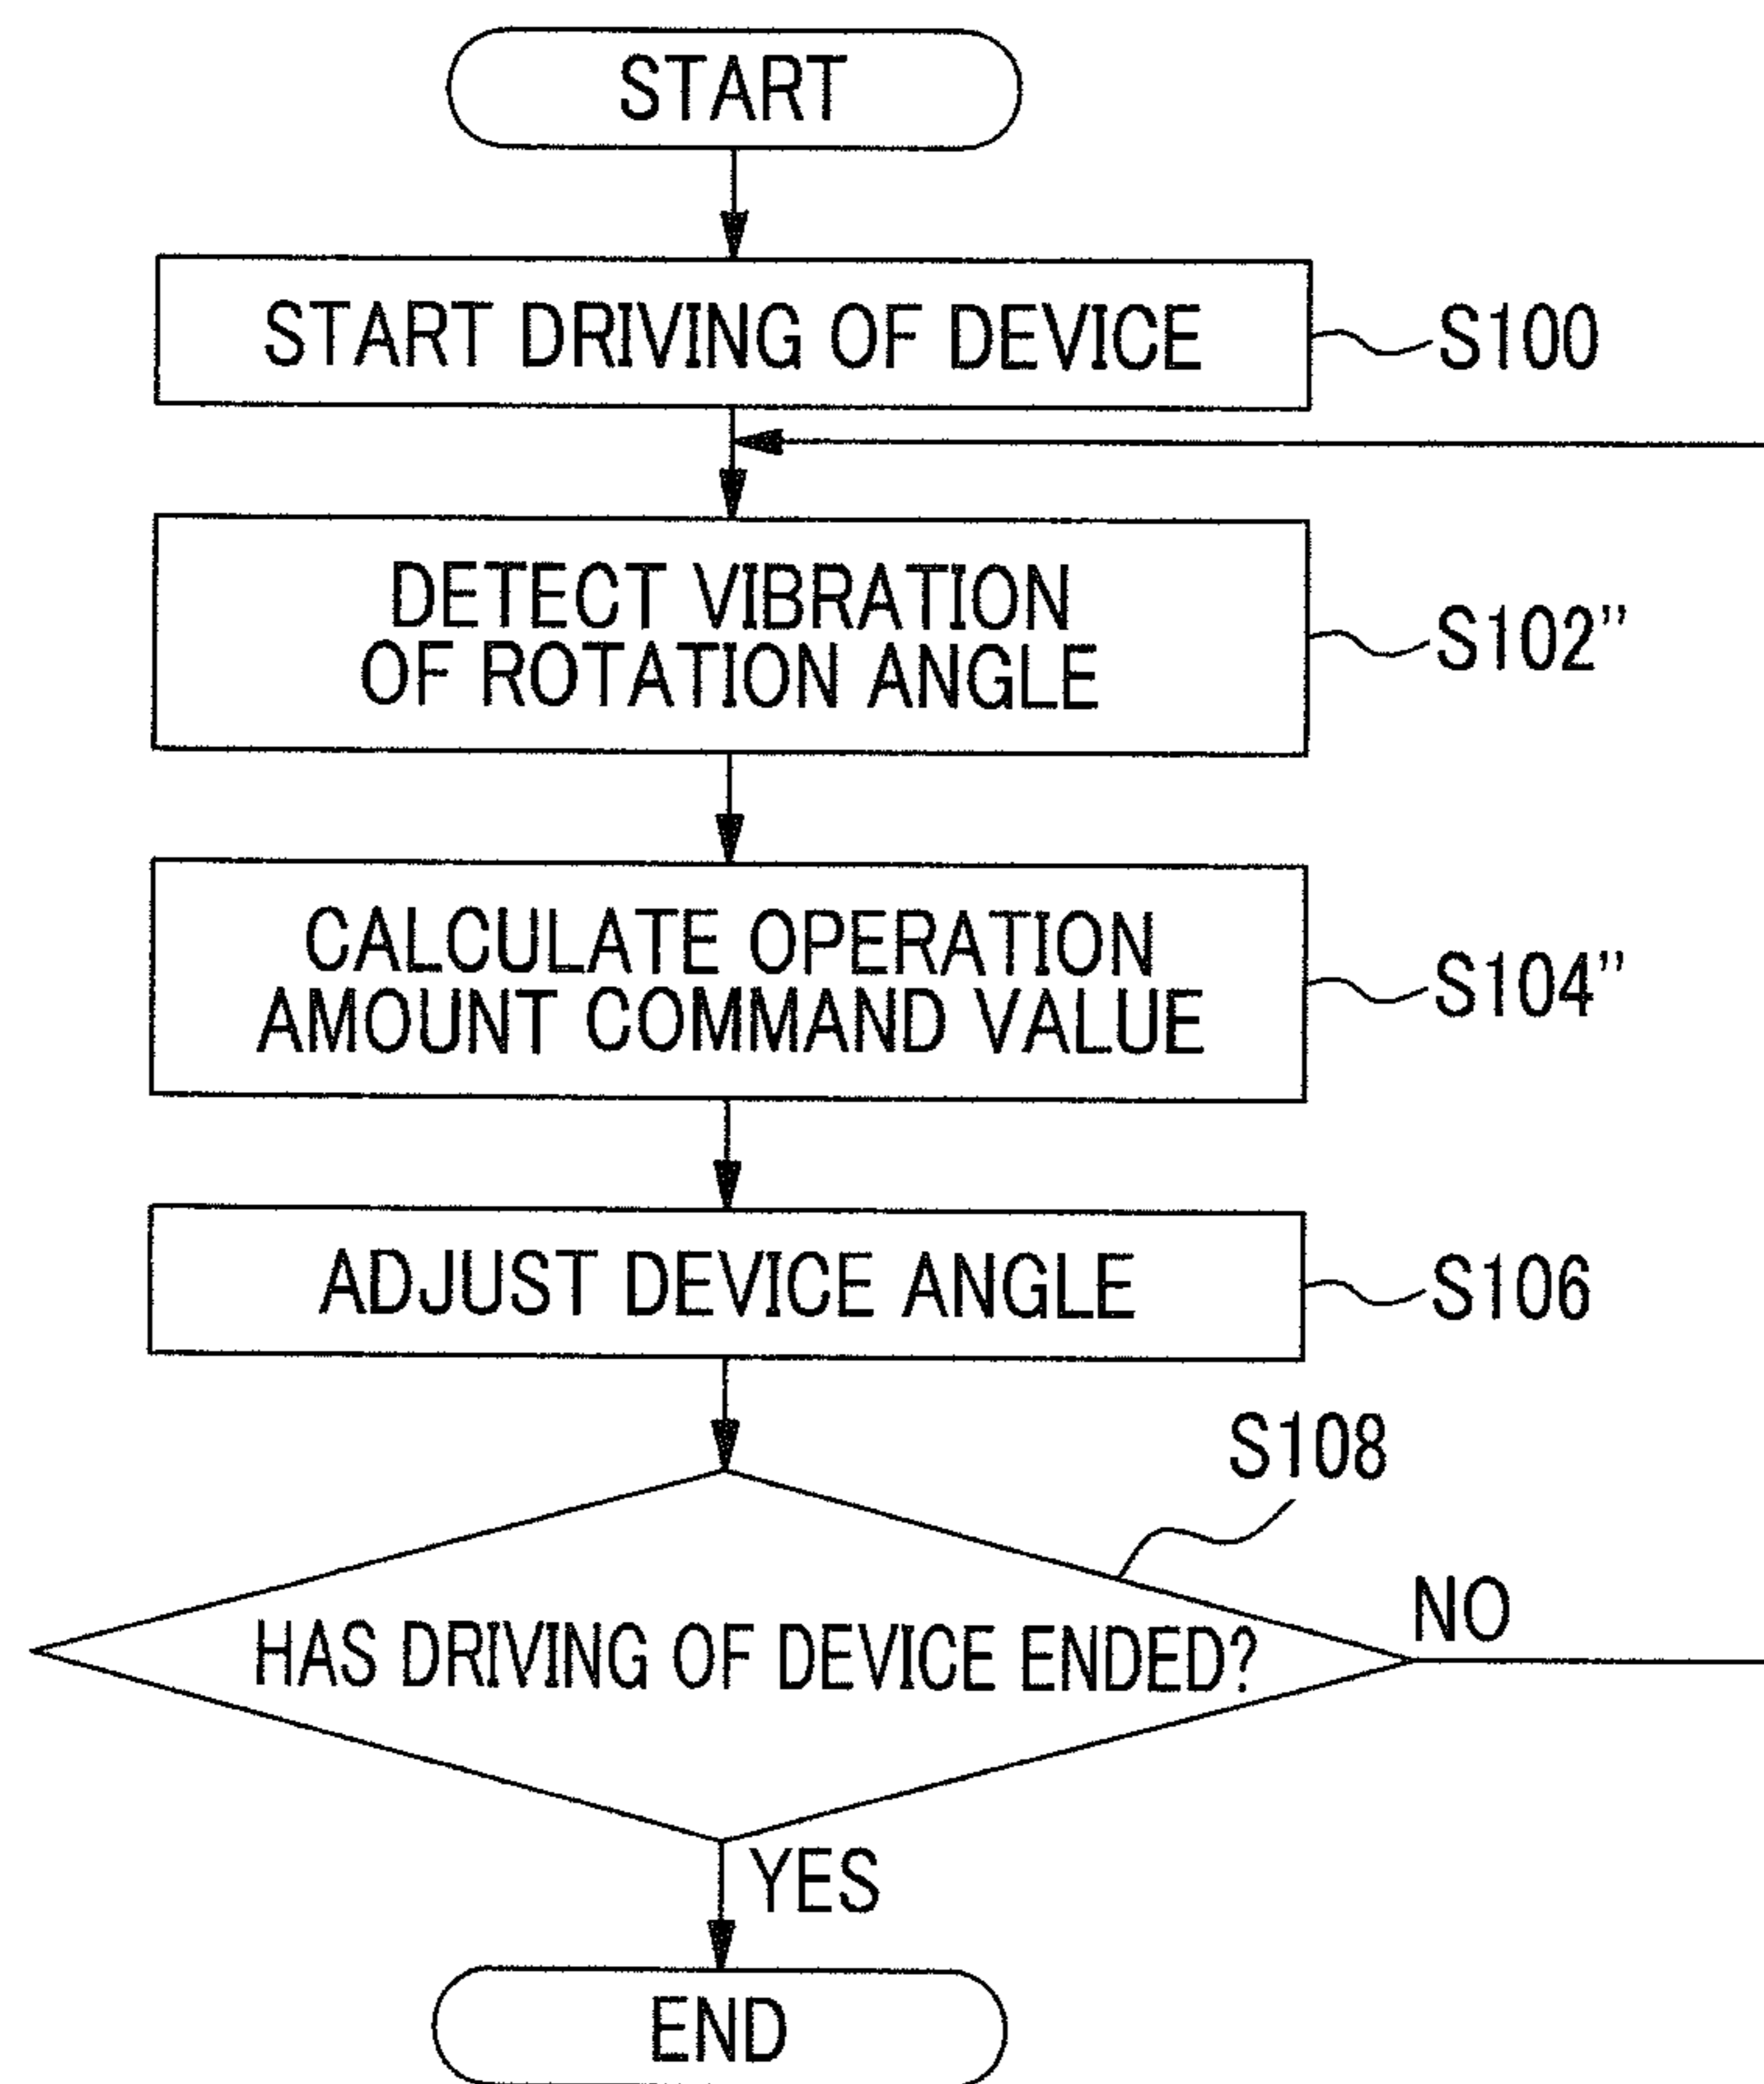 START
START DRIVING OF DEVICE
S100
DETECT VIBRATION
OF ROTATION ANGLE
S102”
CALCULATE OPERATION
AMOUNT COMMAND VALUE
S104”
ADJUST DEVICE ANGLE
S106
S108
HAS DRIVING OF DEVICE ENDED?
NO
YES
END